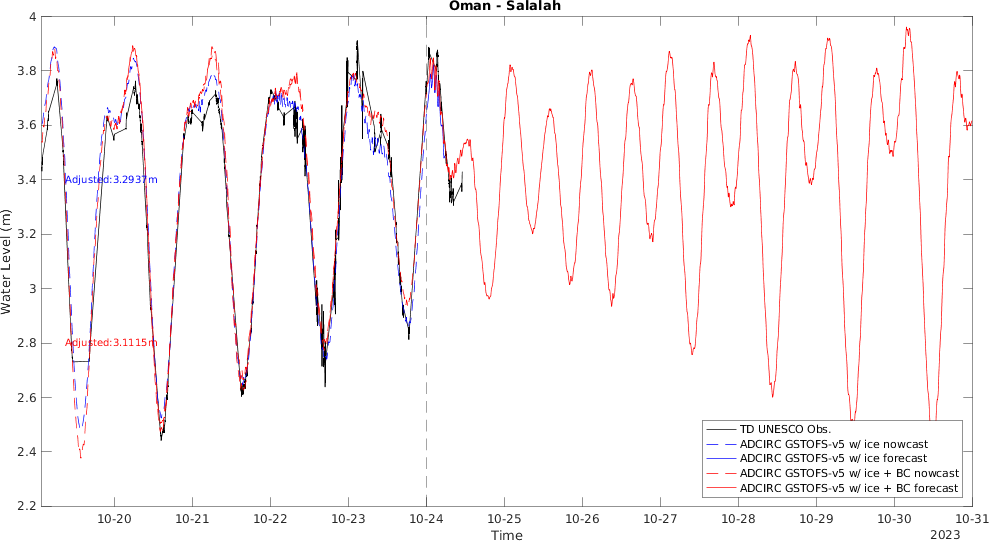 Oman - Salalah
4
3.8
3.6
3.4
3.2
3
2.8
2.6
2.4
2.2
Water Level (m)
Adjusted:3.2937m
Adjusted:3.1115m
TD UNESCO Obs.
ADCIRC GSTOFS-v5 w/ ice nowcast
ADCIRC GSTOFS-v5 w/ ice forecast
ADCIRC GSTOFS-v5 w/ ice + BC nowcast
ADCIRC GSTOFS-v5 w/ ice + BC forecast
10-20 10-21 10-22 10-23 10-24 10-25 10-26 10-27 10-28 10-29 10-30 10-31
Time
2023